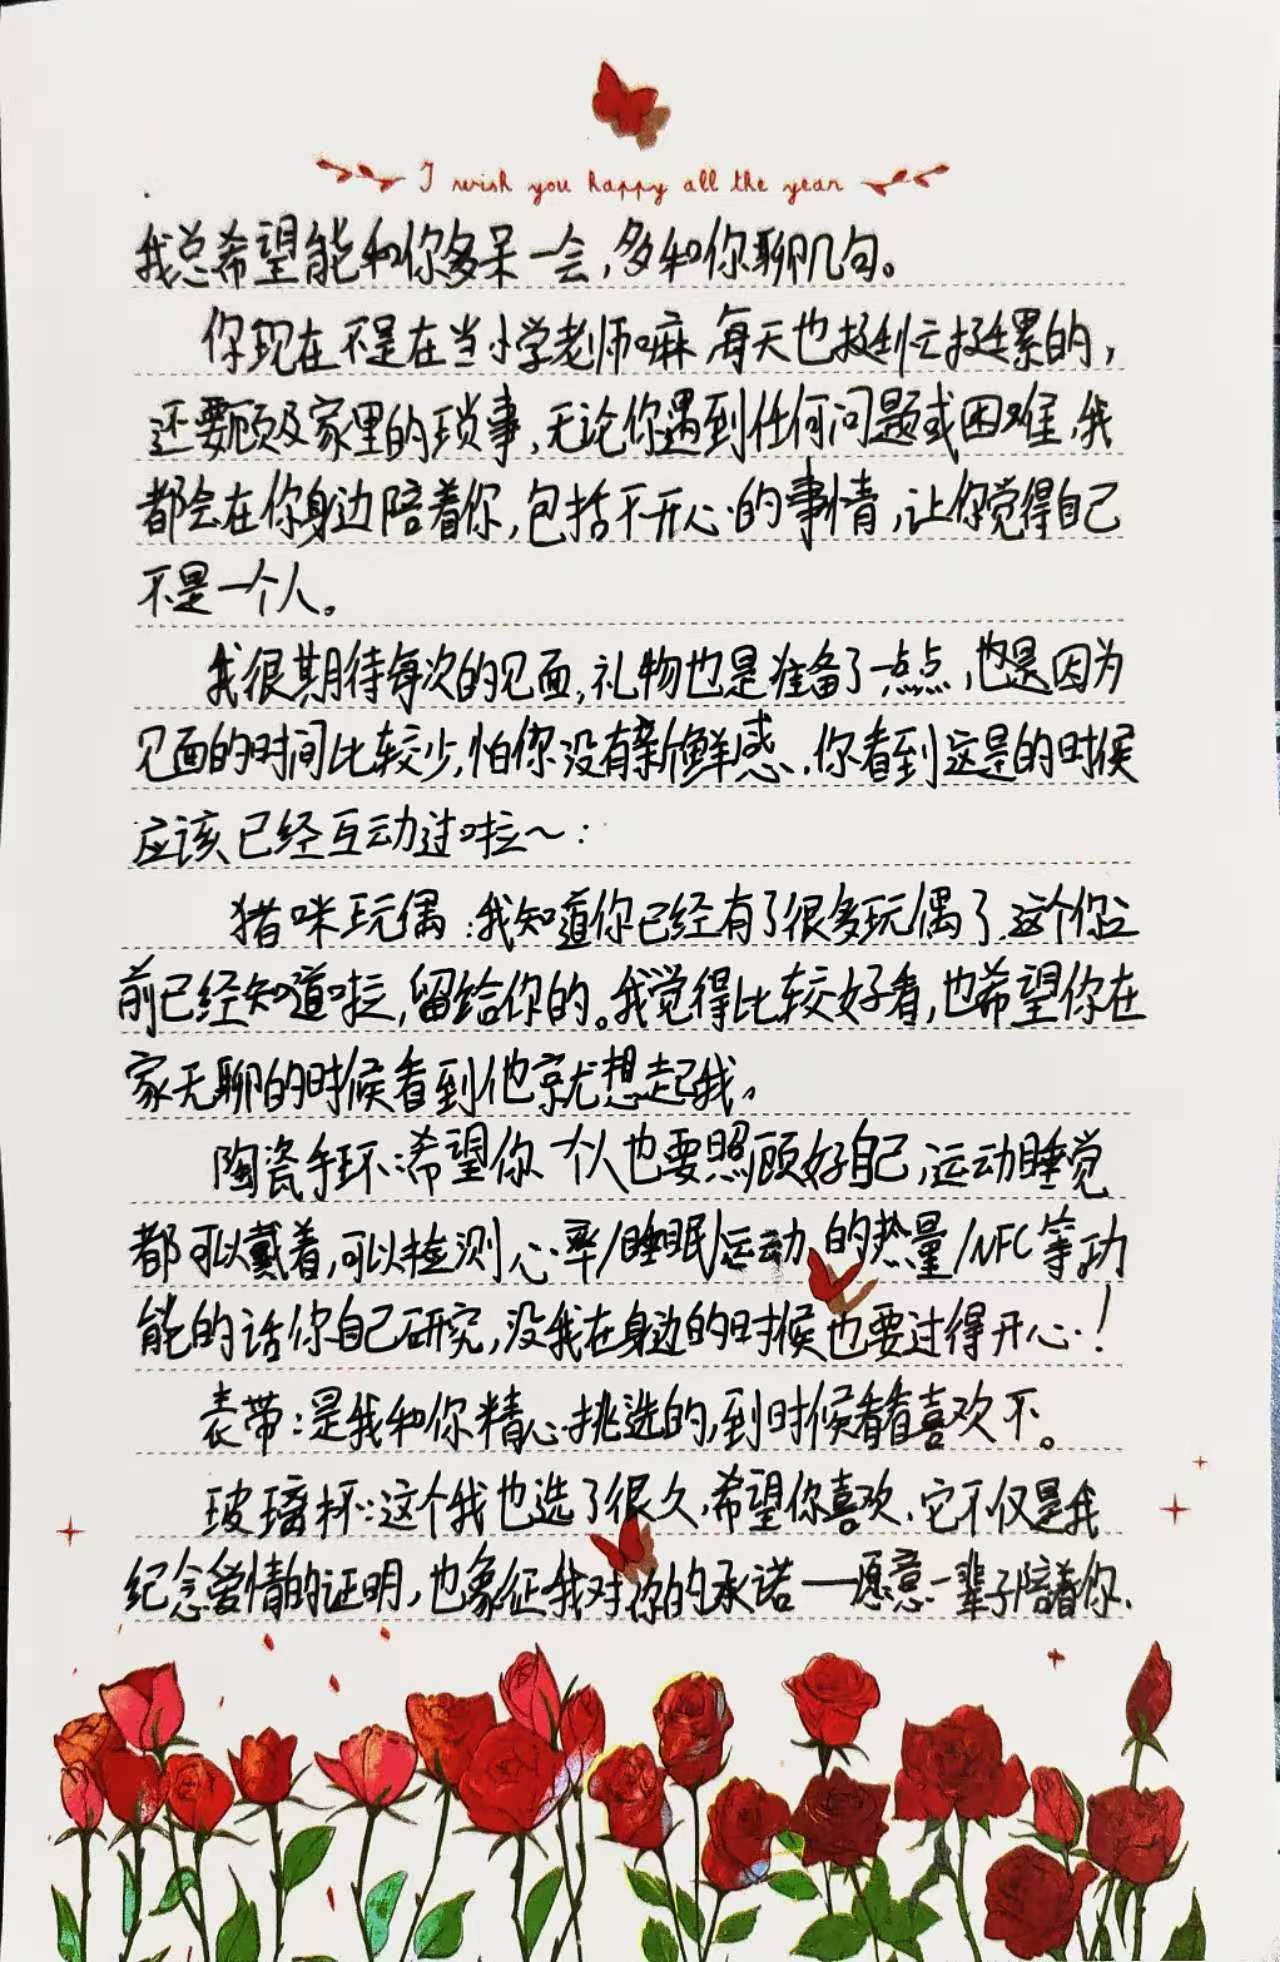 I wish you happy all the year
我总希望能和你多呆一会,多和你聊几句。
你现在不是在当小学老师嘛,每天也挺忙挺累的,
还要顾及家里的琐事,无论你遇到任何问题或困难,我
都会在你身边陪着你,包括不开心的事情,让你觉得自己
不是一个人。
我很期待每次的见面,礼物也是准备了一点点,也是因为
见面的时间比较少,怕你没有新鲜感.你看到这是的时候
应该已经互动过啦~:
猫咪玩偶:我知道你已经有了很多玩偶了,这个你之
前已经知道啦,留给你的。我觉得比较好看,也希望你在
家无聊的时候看到他就想起我。
陶瓷手环:希望你一个人也要照顾好自己,运动睡觉
都可以戴着,可以检测心率/睡眠/运动、的热量/NFC等功
能的话你自己研究,没我在身边的时候也要过得开心!
表带:是我和你精心挑选的,到时候看看喜欢不。
玻璃杯:这个我也选了很久,希望你喜欢.它不仅是我
纪念爱情的证明,也象征我对你的承诺——愿意一辈子陪着你.